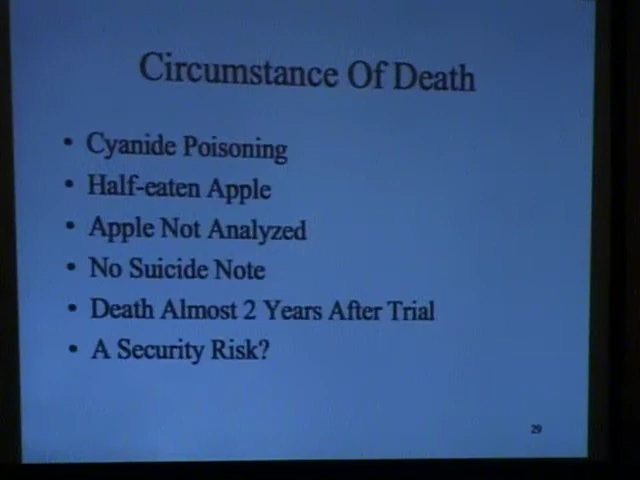 Circumstance Of Death
• Cyanide Poisoning
• Half-eaten Apple
• Apple Not Analyzed
• No Suicide Note
• Death Almost 2 Years After Trial
• A Security Risk?
29